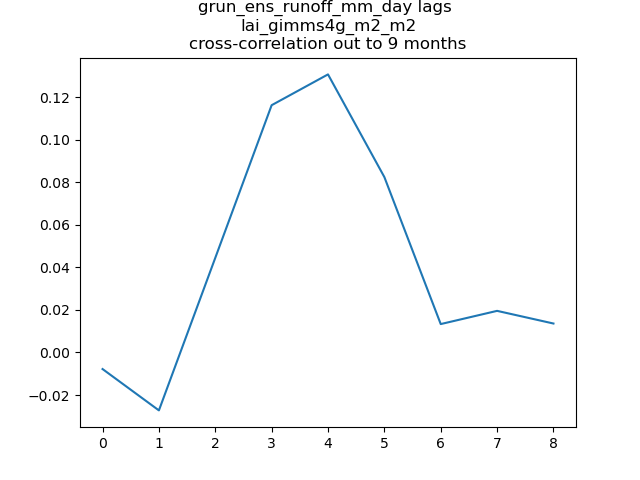 grun_ens_runoff_mm_day lags
lai_gimms4g_m2_m2
cross-correlation out to 9 months
0.12
0.10
0.08
0.06
0.04
0.02
0.00
−0.02
0 1 2 3 4 5 6 7 8